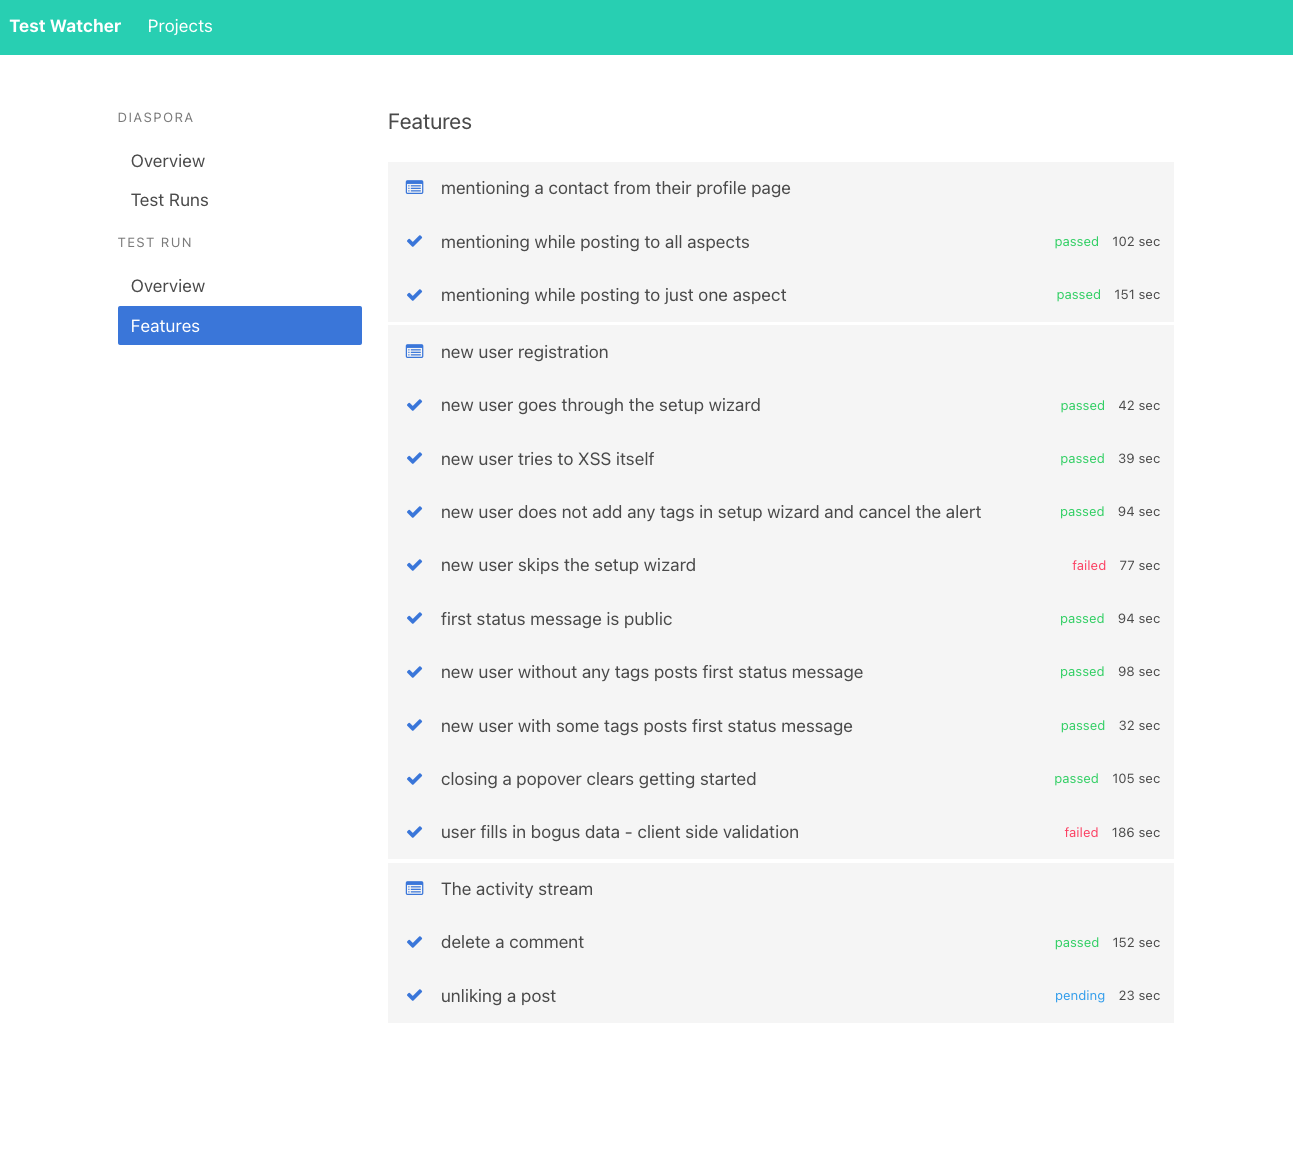 Test Watcher Projects
DIASPORA
Overview
Test Runs
TEST RUN
Overview
Features
Features
mentioning a contact from their profile page
mentioning while posting to all aspects passed 102 sec
mentioning while posting to just one aspect passed 151 sec
new user registration
new user goes through the setup wizard passed 42 sec
new user tries to XSS itself passed 39 sec
new user does not add any tags in setup wizard and cancel the alert passed 94 sec
new user skips the setup wizard failed 77 sec
first status message is public passed 94 sec
new user without any tags posts first status message passed 98 sec
new user with some tags posts first status message passed 32 sec
closing a popover clears getting started passed 105 sec
user fills in bogus data - client side validation failed 186 sec
The activity stream
delete a comment passed 152 sec
unliking a post pending 23 sec